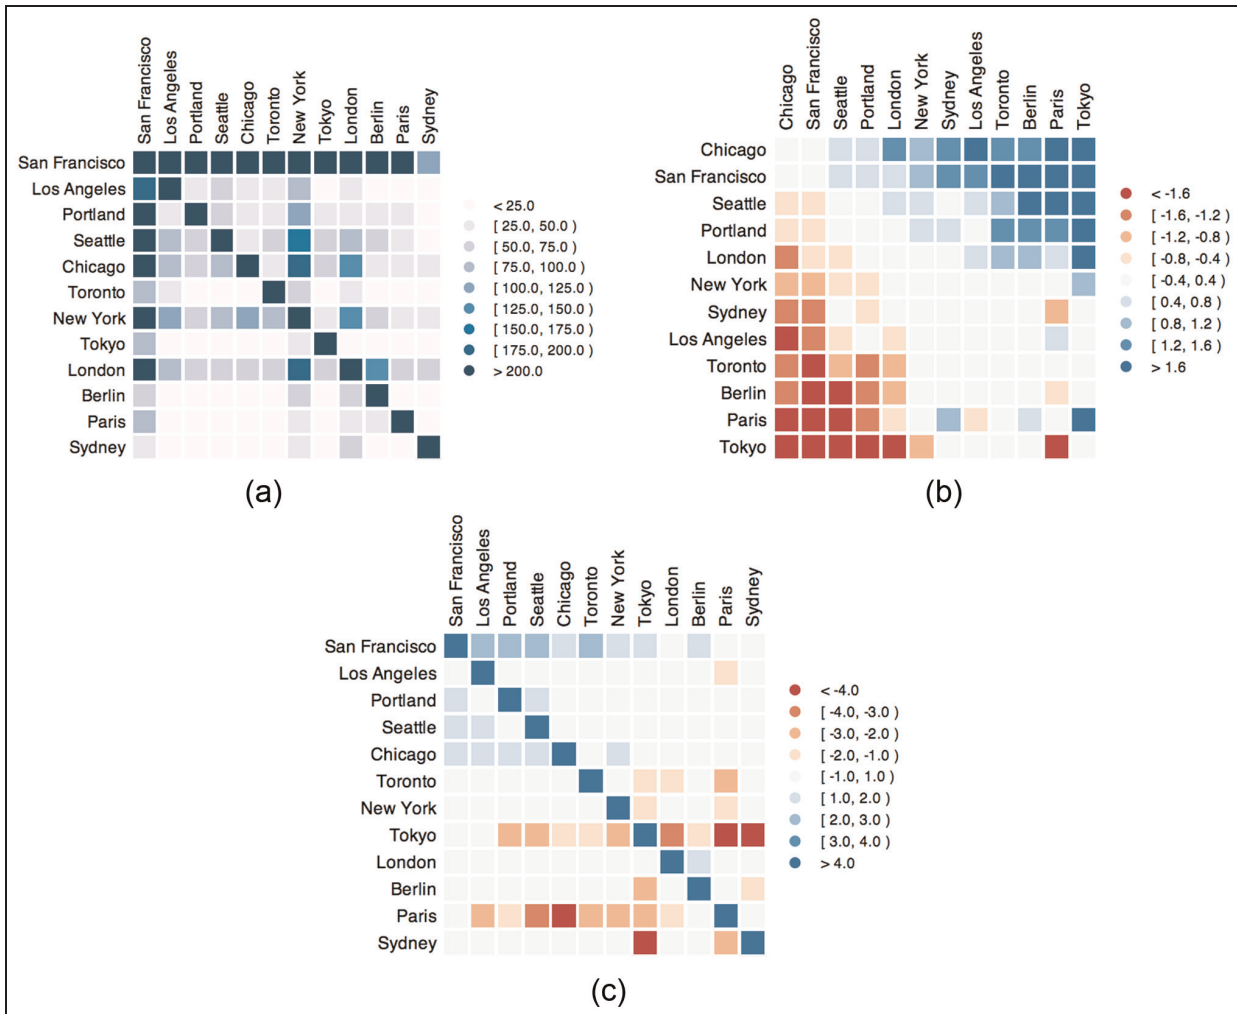 San Francisco
Los Angeles
Portland
Seattle
Chicago
Toronto
New York
Tokyo
London
Berlin
Paris
Sydney
San Francisco
Los Angeles
Portland
Seattle
Chicago
Toronto
New York
Tokyo
London
Berlin
Paris
Sydney
< 25.0
[ 25.0, 50.0 )
[ 50.0, 75.0 )
[ 75.0, 100.0 )
[ 100.0, 125.0 )
[ 125.0, 150.0 )
[ 150.0, 175.0 )
[ 175.0, 200.0 )
> 200.0
(a)
Chicago
San Francisco
Seattle
Portland
London
New York
Sydney
Los Angeles
Toronto
Berlin
Paris
Tokyo
Chicago
San Francisco
Seattle
Portland
London
New York
Sydney
Los Angeles
Toronto
Berlin
Paris
Tokyo
< -1.6
[ -1.6, -1.2 )
[ -1.2, -0.8 )
[ -0.8, -0.4 )
[ -0.4, 0.4 )
[ 0.4, 0.8 )
[ 0.8, 1.2 )
[ 1.2, 1.6 )
> 1.6
(b)
San Francisco
Los Angeles
Portland
Seattle
Chicago
Toronto
New York
Tokyo
London
Berlin
Paris
Sydney
San Francisco
Los Angeles
Portland
Seattle
Chicago
Toronto
New York
Tokyo
London
Berlin
Paris
Sydney
< -4.0
[ -4.0, -3.0 )
[ -3.0, -2.0 )
[ -2.0, -1.0 )
[ -1.0, 1.0 )
[ 1.0, 2.0 )
[ 2.0, 3.0 )
[ 3.0, 4.0 )
> 4.0
(c)